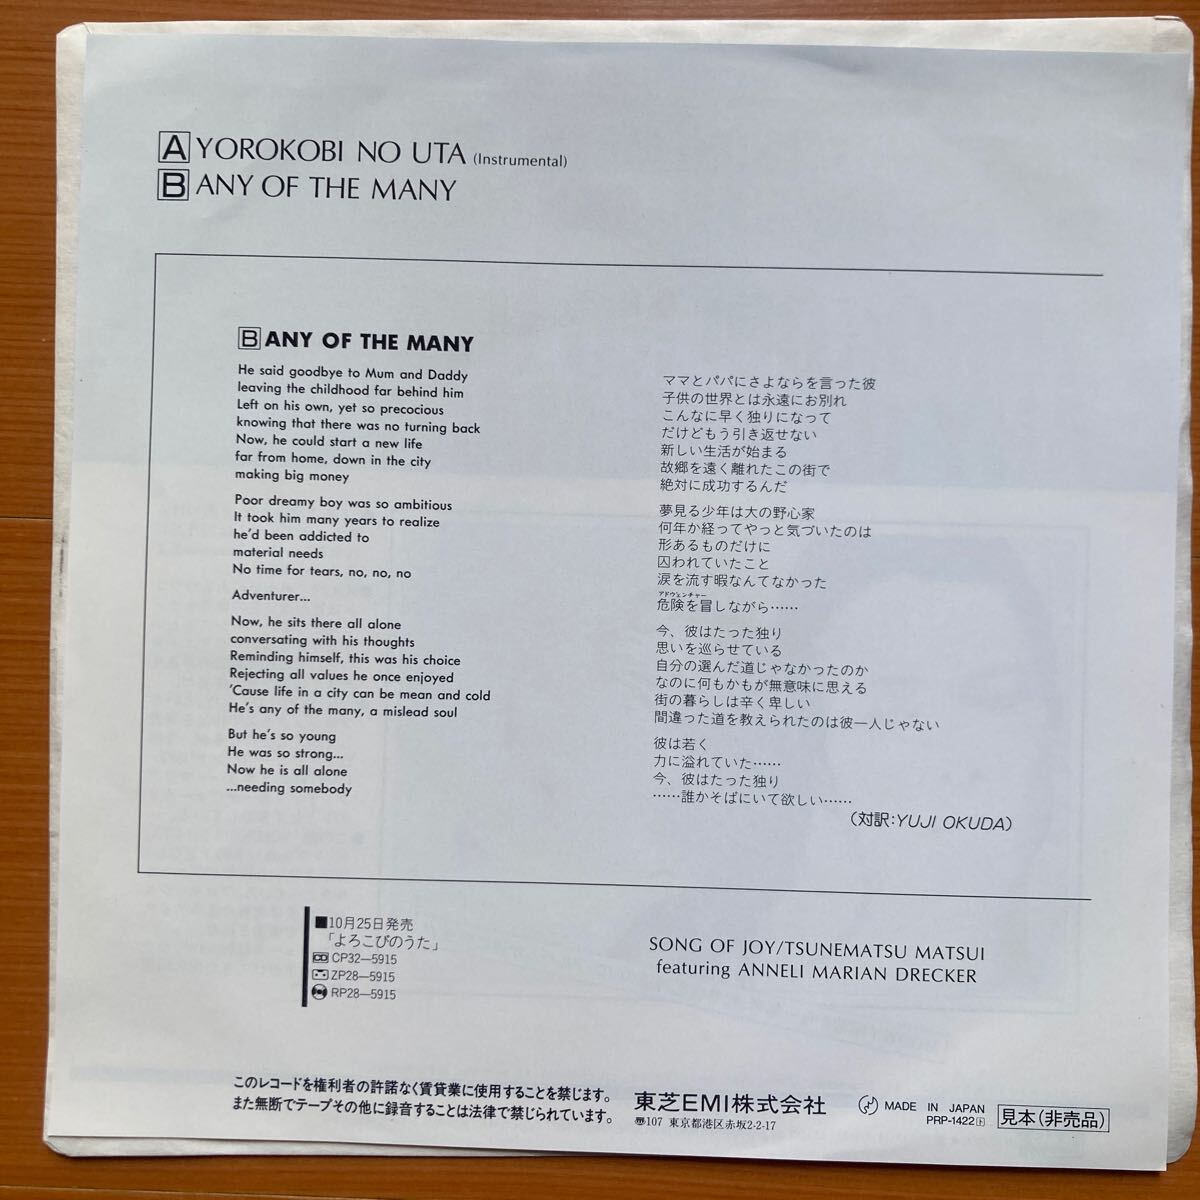 A YOROKOBI NO UTA (Instrumental)
B ANY OF THE MANY
B ANY OF THE MANY
He said goodbye to Mum and Daddy
leaving the childhood far behind him
Left on his own, yet so precocious
knowing that there was no turning back
Now, he could start a new life
far from home, down in the city
making big money
Poor dreamy boy was so ambitious
It took him many years to realize
he'd been addicted to
material needs
No time for tears, no, no, no
Adventurer...
Now, he sits there all alone
conversating with his thoughts
Reminding himself, this was his choice
Rejecting all values he once enjoyed
'Cause life in a city can be mean and cold
He's any of the many, a mislead soul
But he's so young
He was so strong...
Now he is all alone
...needing somebody
ママとパパにさよならを言った彼
子供の世界とは永遠にお別れ
こんなに早く独りになって
だけどもう引き返せない
新しい生活が始まる
故郷を遠く離れたこの街で
絶対に成功するんだ
夢見る少年は大の野心家
何年か経ってやっと気づいたのは
形あるものだけに
囚われていたこと
涙を流す暇なんてなかった
アドヴェンチャー
危険を冒しながら……
今、彼はたった独り
思いを巡らせている
自分の選んだ道じゃなかったのか
なのに何もかもが無意味に思える
街の暮らしは辛く卑しい
間違った道を教えられたのは彼一人じゃない
彼は若く
力に溢れていた……
今、彼はたった独り
……誰かそばにいて欲しい……
(対訳:YUJI OKUDA)
■10月25日発売
「よろこびのうた」
CP32—5915
ZP28—5915
RP28—5915
SONG OF JOY/TSUNEMATSU MATSUI
featuring ANNELI MARIAN DRECKER
このレコードを権利者の許諾なく賃貸業に使用することを禁じます。
また無断でテープその他に録音することは法律で禁じられています。
東芝EMI株式会社
〠107 東京都港区赤坂2-2-17
MADE IN JAPAN
PRP-1422
見本(非売品)